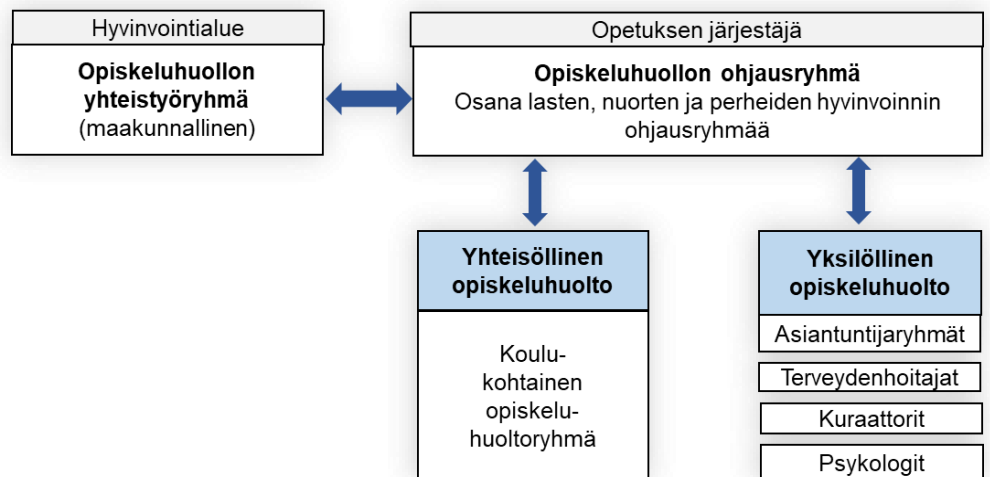 Hyvinvointialue
Opiskeluhuollon
yhteistyöryhmä
(maakunnallinen)
Opetuksen järjestäjä
Opiskeluhuollon ohjausryhmä
Osana lasten, nuorten ja perheiden hyvinvoinnin
ohjausryhmää
Yhteisöllinen
opiskeluhuolto
Koulu-
kohtainen
opiskelu-
huoltoryhmä
Yksilöllinen
opiskeluhuolto
Asiantuntijaryhmät
Terveydenhoitajat
Kuraattorit
Psykologit